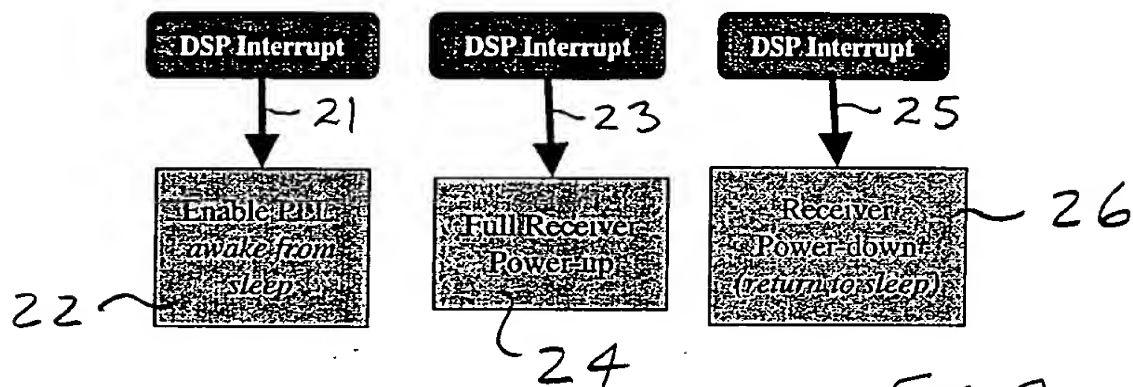 DSP Interrupt DSP Interrupt DSP Interrupt
21 23 25
Enable PLL
awake from
sleep
22
Full Receiver
Power-up
24
Receiver
Power-down
(return to sleep)
26